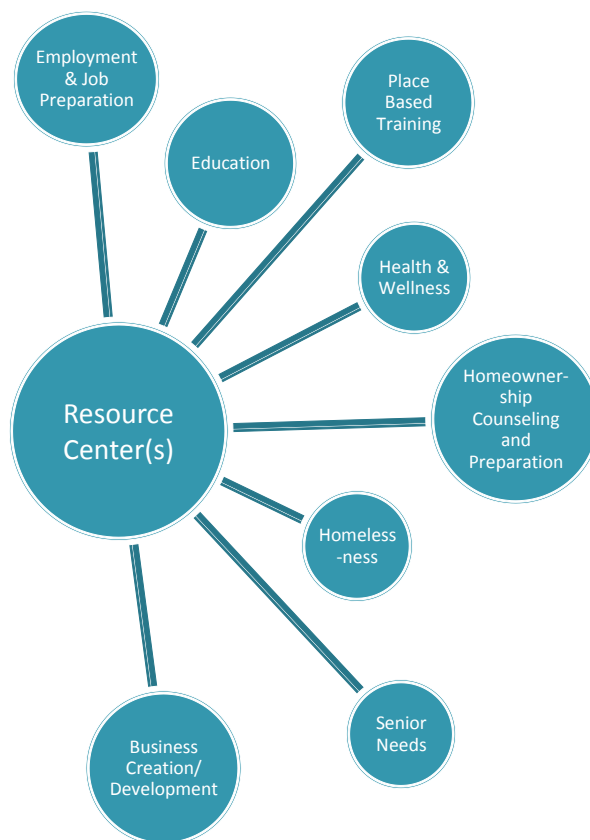 Employment
& Job
Preparation
Education
Place
Based
Training
Health &
Wellness
Resource
Center(s)
Homeowner-
ship
Counseling
and
Preparation
Homeless
-ness
Senior
Needs
Business
Creation/
Development